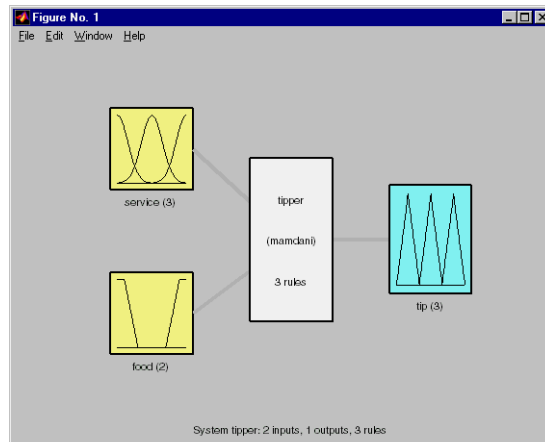 Figure No. 1
File Edit Window Help
service (3)
tipper
(mamdani)
3 rules
tip (3)
food (2)
System tipper: 2 inputs, 1 outputs, 3 rules